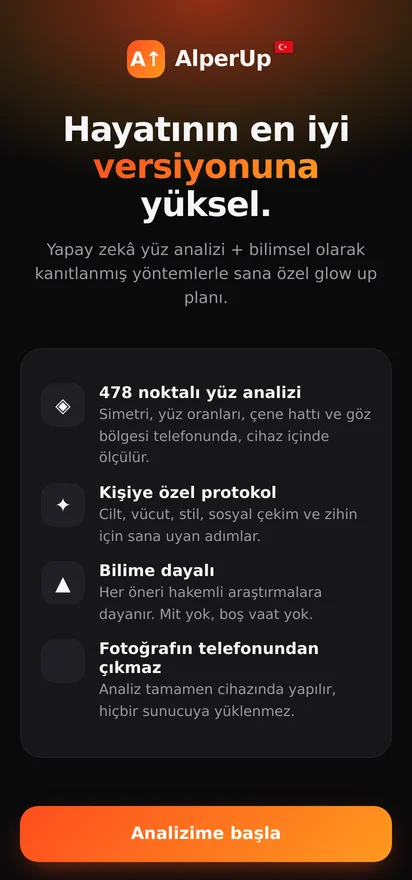 A↑ AlperUp
Hayatının en iyi
versiyonuna
yüksel.
Yapay zekâ yüz analizi + bilimsel olarak
kanıtlanmış yöntemlerle sana özel glow up
planı.
478 noktalı yüz analizi
Simetri, yüz oranları, çene hattı ve göz
bölgesi telefonunda, cihaz içinde
ölçülür.
Kişiye özel protokol
Cilt, vücut, stil, sosyal çekim ve zihin
için sana uyan adımlar.
Bilime dayalı
Her öneri hakemli araştırmalara
dayanır. Mit yok, boş vaat yok.
Fotoğrafın telefonundan
çıkmaz
Analiz tamamen cihazında yapılır,
hiçbir sunucuya yüklenmez.
Analizime başla